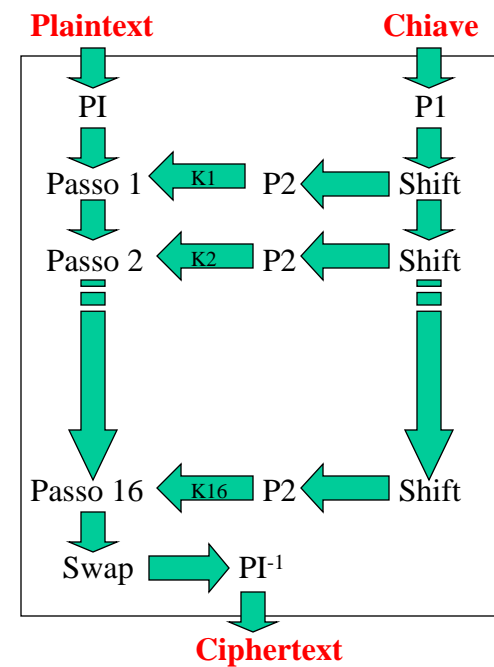 Plaintext Chiave
PI P1
Passo 1 K1 P2 Shift
Passo 2 K2 P2 Shift
Passo 16 K16 P2 Shift
Swap PI-1
Ciphertext